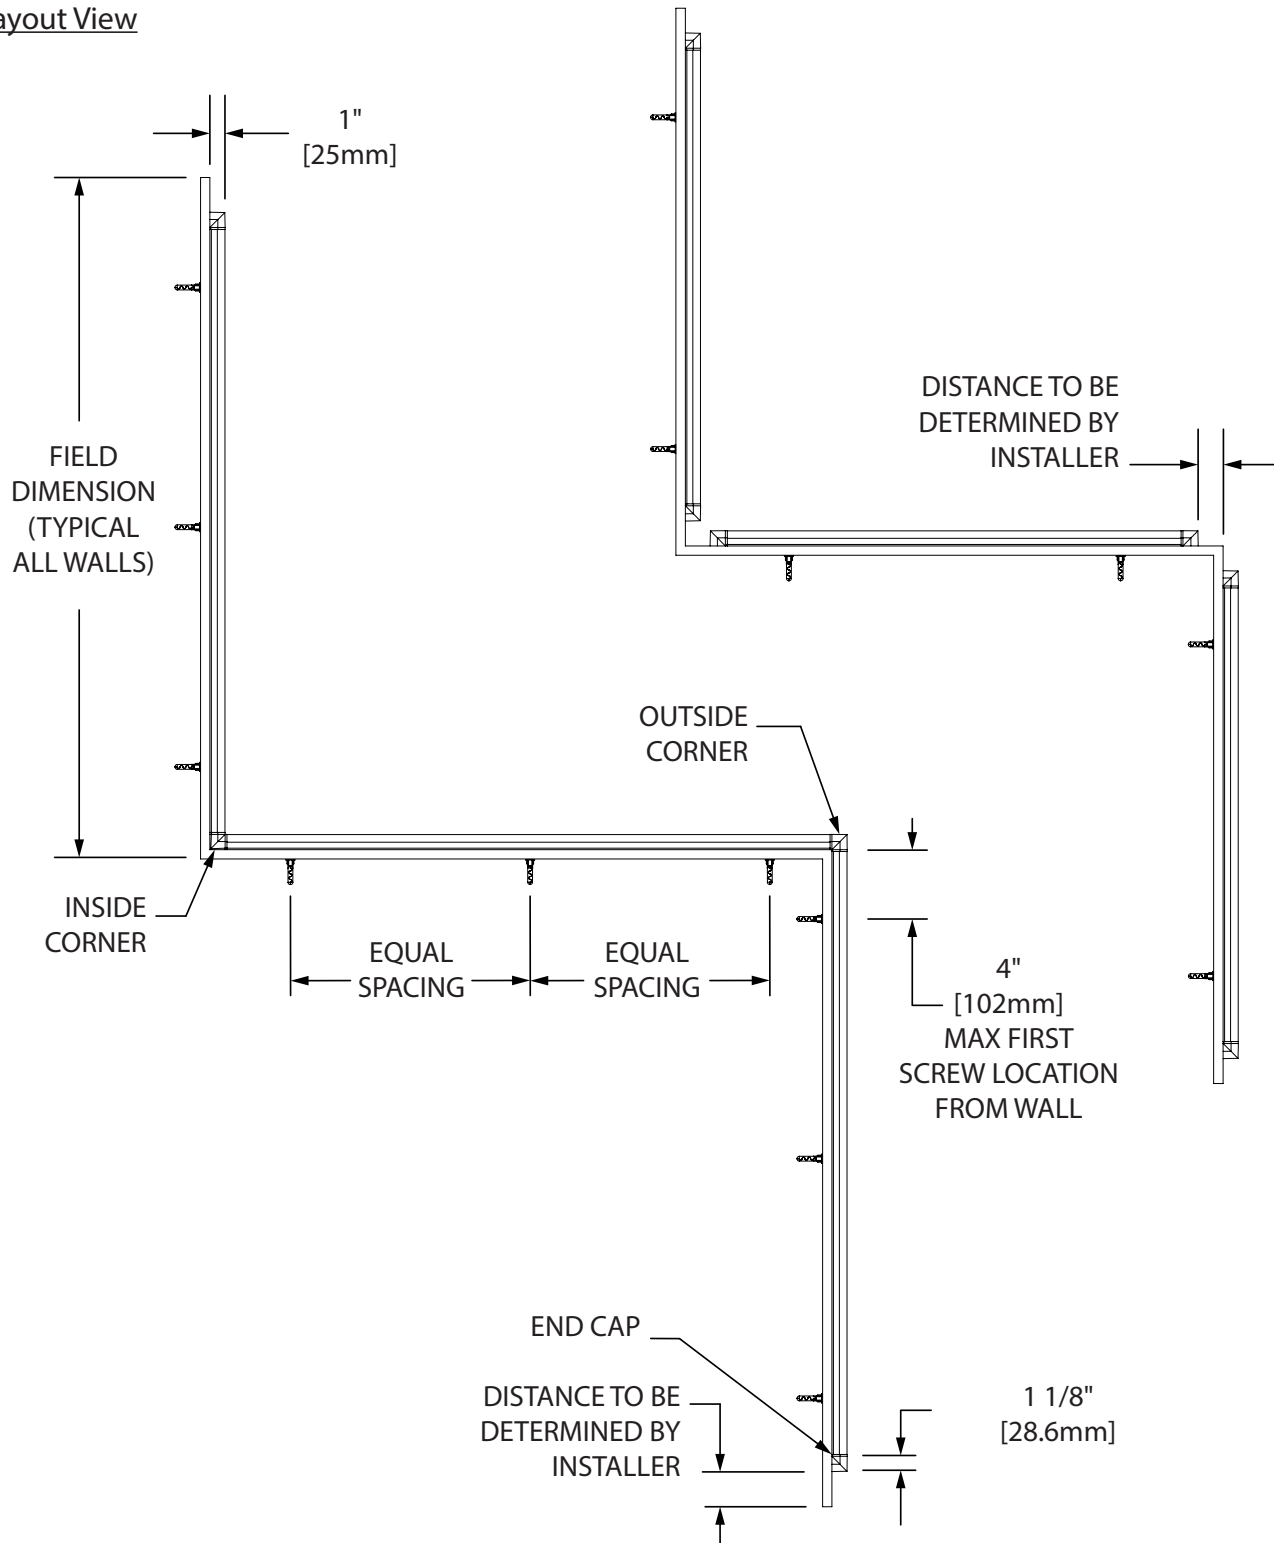 ayout View
1"
[25mm]
DISTANCE TO BE
DETERMINED BY
INSTALLER
FIELD
DIMENSION
(TYPICAL
ALL WALLS)
OUTSIDE
CORNER
INSIDE
CORNER
EQUAL
SPACING
EQUAL
SPACING
4"
[102mm]
MAX FIRST
SCREW LOCATION
FROM WALL
END CAP
DISTANCE TO BE
DETERMINED BY
INSTALLER
1 1/8"
[28.6mm]